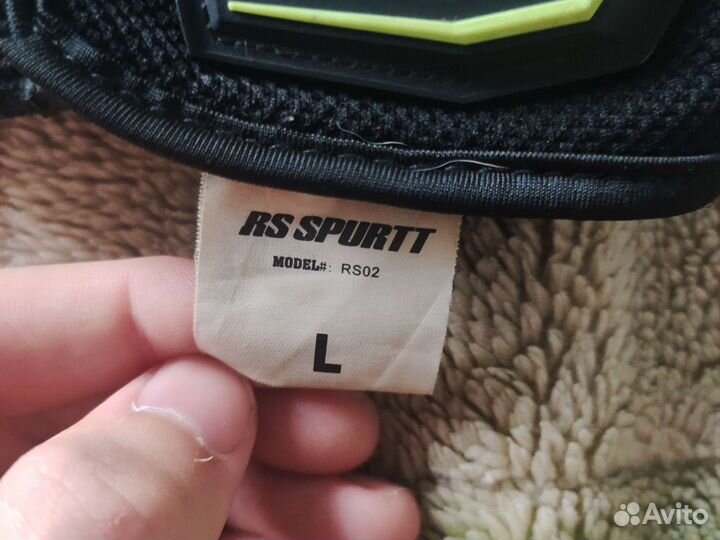 RS SPURTT
MODEL#: RS02
L
Avito